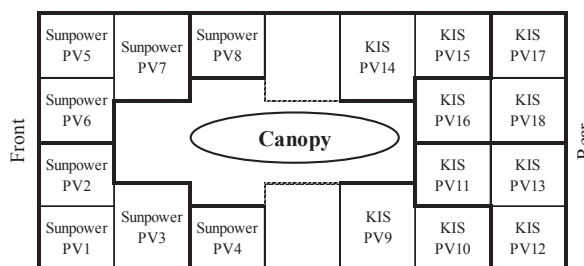 Sunpower
PV5
Sunpower
PV7
Sunpower
PV8
KIS
PV14
KIS
PV15
KIS
PV17
Sunpower
PV6
KIS
PV16
KIS
PV18
Front
Canopy
Rear
Sunpower
PV2
KIS
PV11
KIS
PV13
Sunpower
PV1
Sunpower
PV3
Sunpower
PV4
KIS
PV9
KIS
PV10
KIS
PV12